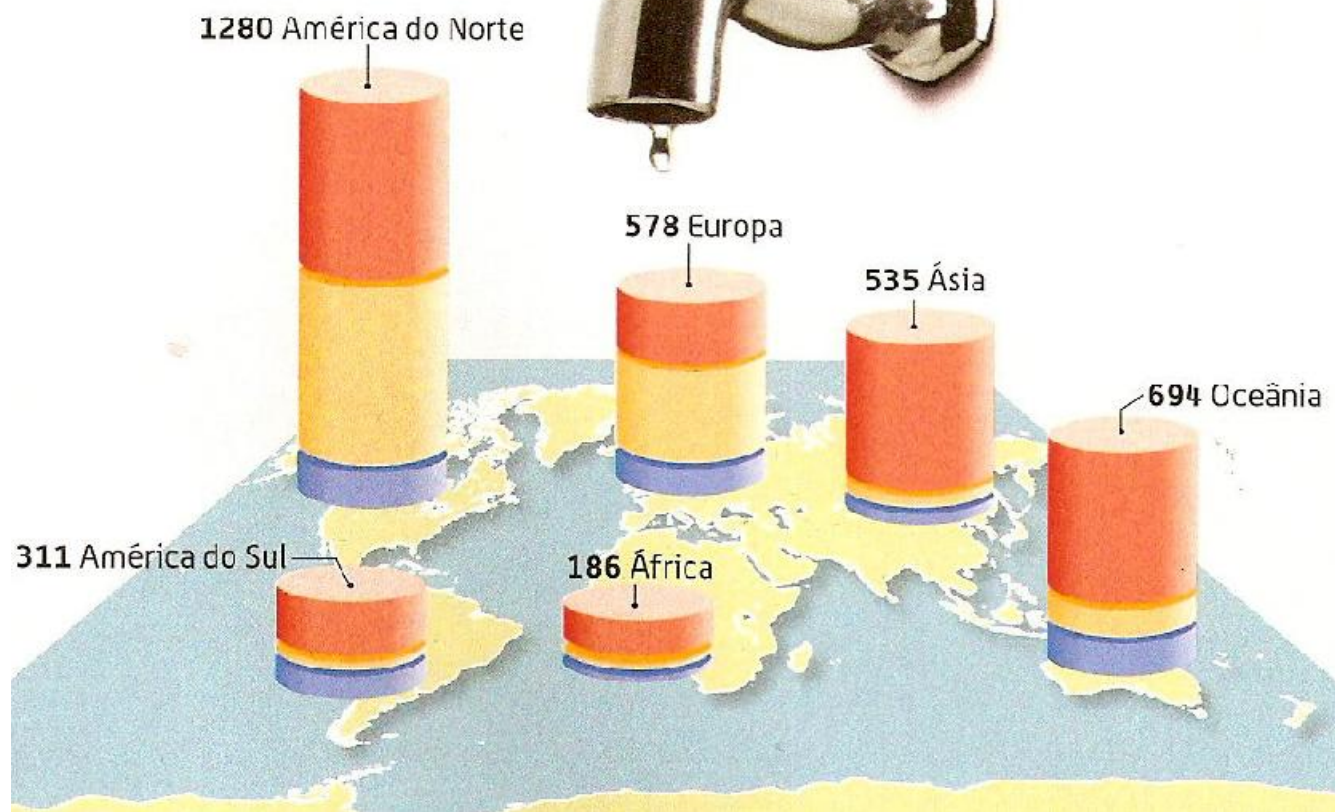 1280 América do Norte
578 Europa
535 Ásia
694 Oceânia
311 América do Sul
186 África